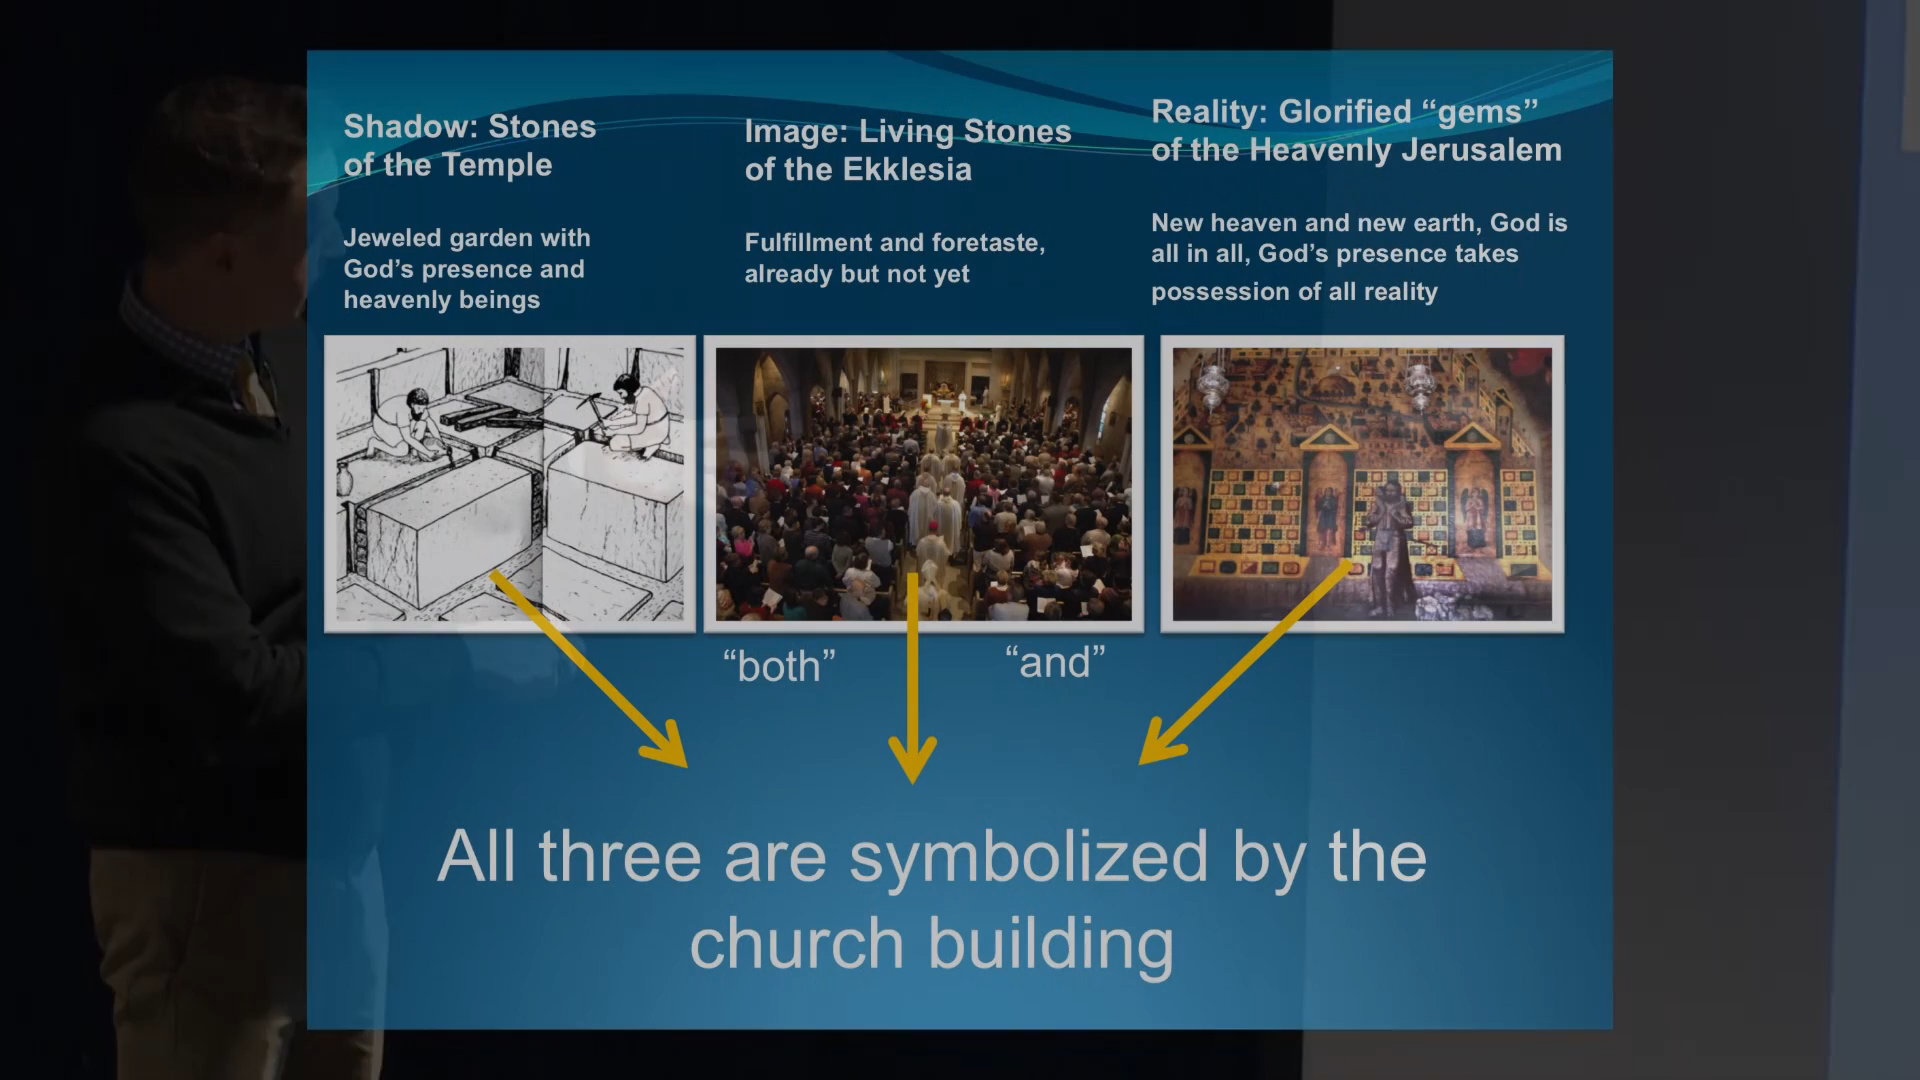 Shadow: Stones
of the Temple
Jeweled garden with
God’s presence and
heavenly beings
Image: Living Stones
of the Ekklesia
Fulfillment and foretaste,
already but not yet
Reality: Glorified “gems”
of the Heavenly Jerusalem
New heaven and new earth, God is
all in all, God’s presence takes
possession of all reality
“both”
“and”
All three are symbolized by the
church building